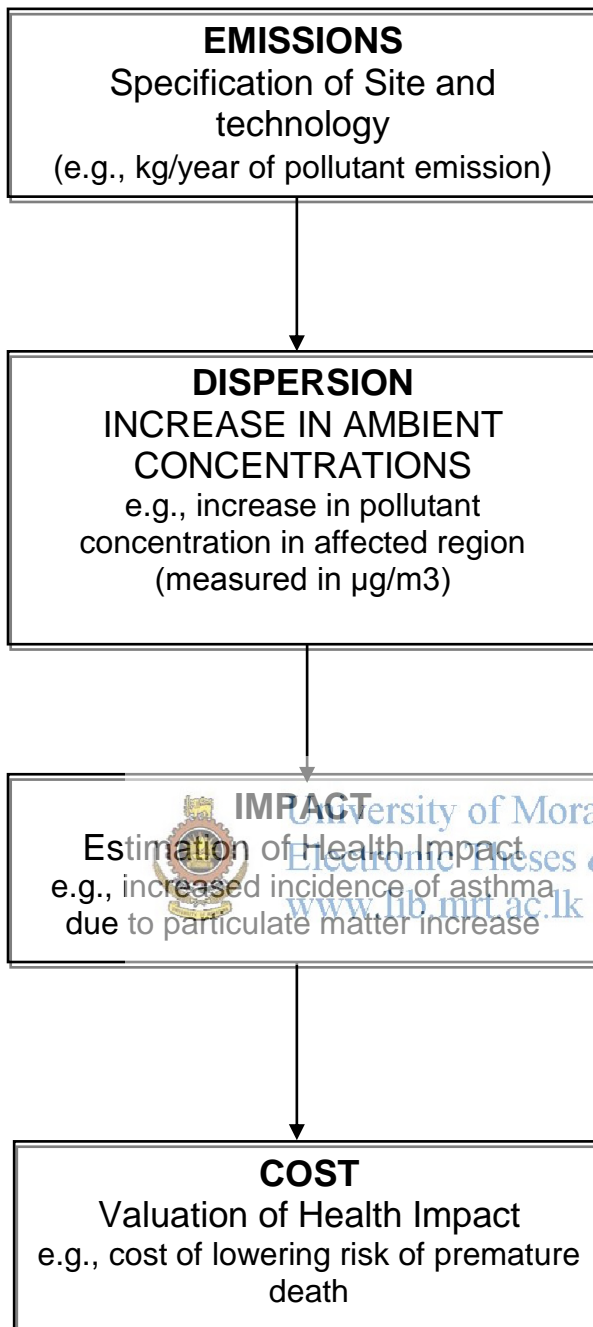 EMISSIONS
Specification of Site and
technology
(e.g., kg/year of pollutant emission)
DISPERSION
INCREASE IN AMBIENT
CONCENTRATIONS
e.g., increase in pollutant
concentration in affected region
(measured in µg/m3)
IMPACT
Estimation of Health Impact
e.g., increased incidence of asthma
due to particulate matter increase
University of Mora
Electronic Theses &
www.lib.mrt.ac.lk
COST
Valuation of Health Impact
e.g., cost of lowering risk of premature
death